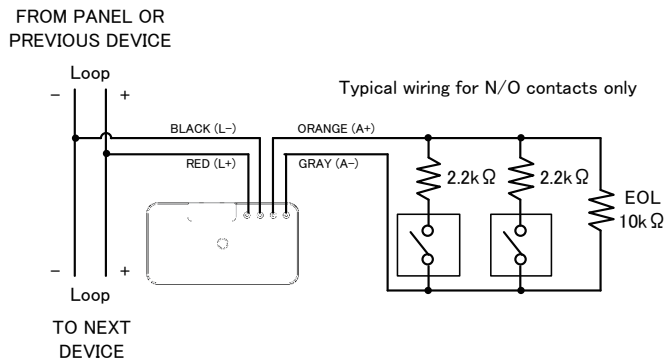 FROM PANEL OR
PREVIOUS DEVICE
Loop
− +
Typical wiring for N/O contacts only
BLACK (L-)
ORANGE (A+)
RED (L+)
GRAY (A-)
2.2kΩ
2.2kΩ
EOL
10kΩ
− +
Loop
TO NEXT
DEVICE